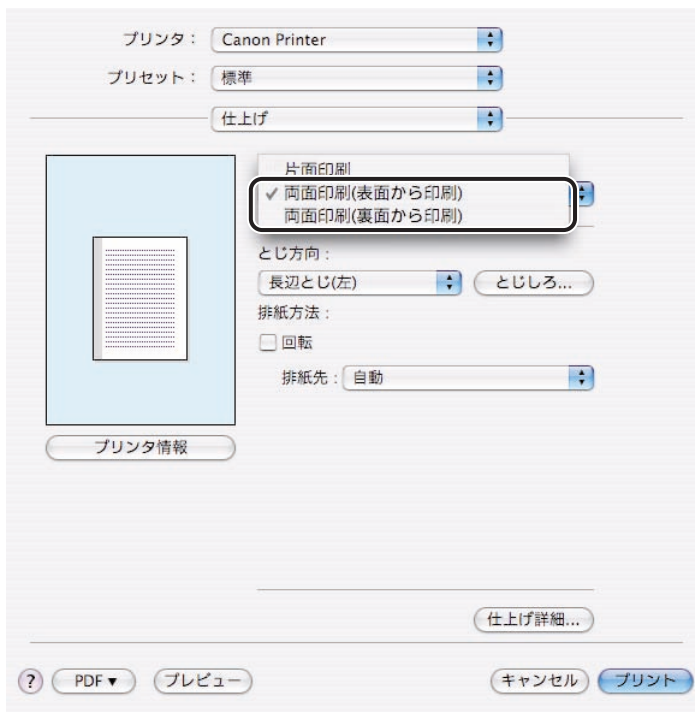 プリンタ： Canon Printer
プリセット： 標準
仕上げ
片面印刷
✓ 両面印刷(表面から印刷)
両面印刷(裏面から印刷)
とじ方向：
長辺とじ(左) とじしろ...
排紙方法：
回転
排紙先： 自動
プリンタ情報
仕上げ詳細...
? PDF▼ プレビュー キャンセル プリント